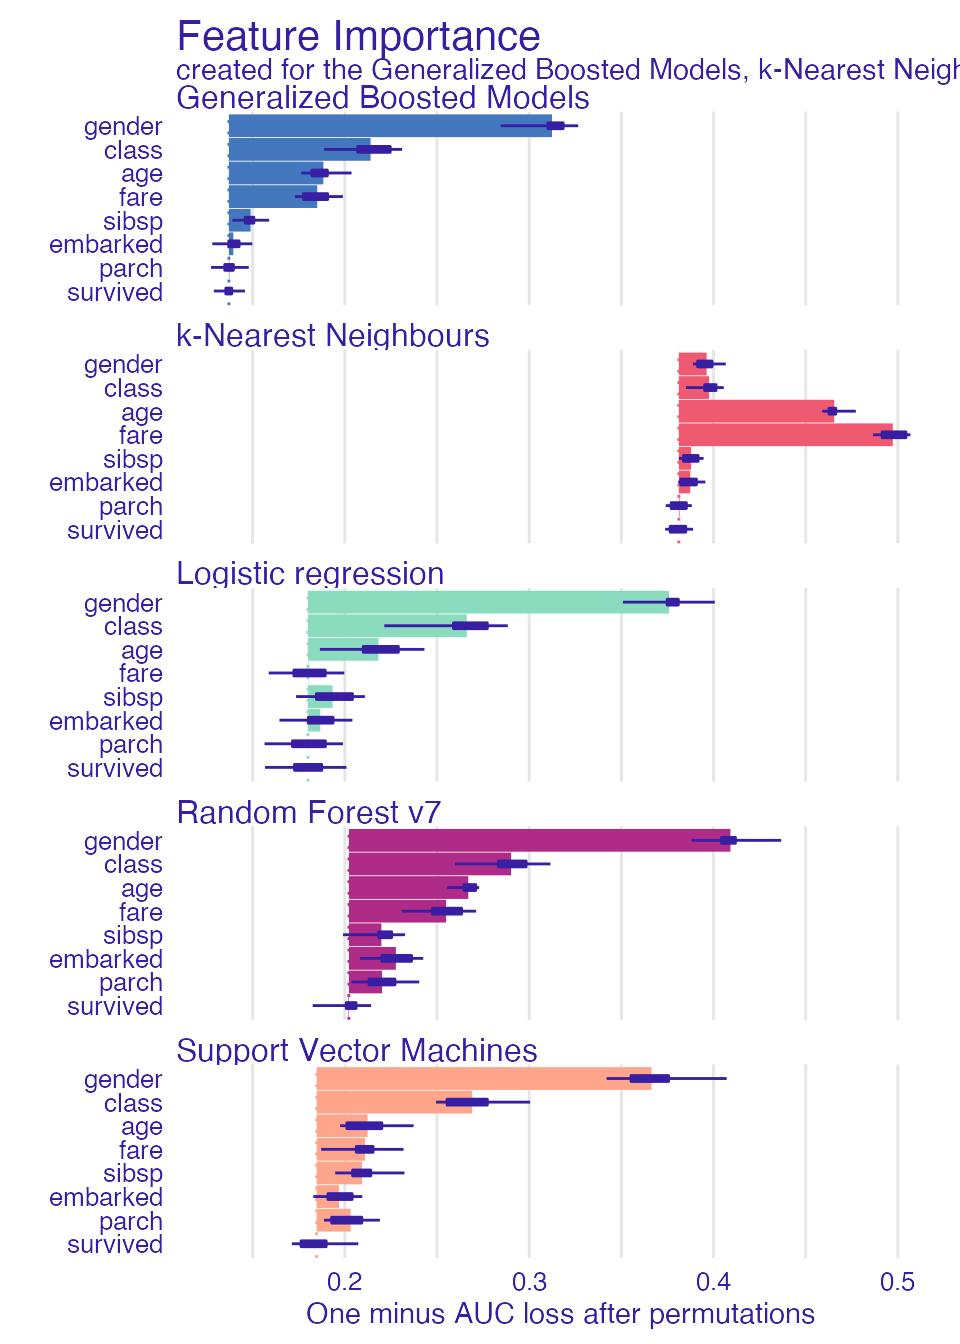 Feature Importance
created for the Generalized Boosted Models, k-Nearest Neigh
Generalized Boosted Models
gender
class
age
fare
sibsp
embarked
parch
survived
k-Nearest Neighbours
gender
class
age
fare
sibsp
embarked
parch
survived
Logistic regression
gender
class
age
fare
sibsp
embarked
parch
survived
Random Forest v7
gender
class
age
fare
sibsp
embarked
parch
survived
Support Vector Machines
gender
class
age
fare
sibsp
embarked
parch
survived
0.2 0.3 0.4 0.5
One minus AUC loss after permutations